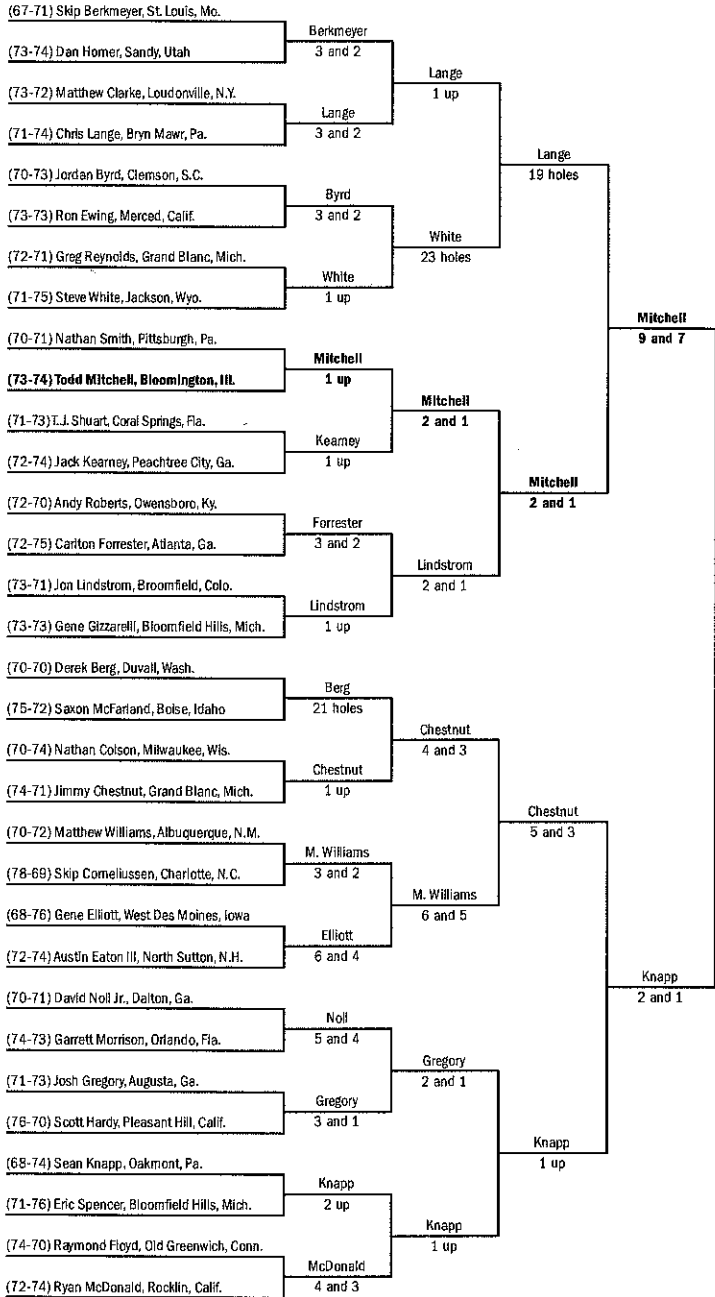 (67-71) Skip Berkmeyer, St. Louis, Mo.
Berkmeyer
3 and 2
(73-74) Dan Horner, Sandy, Utah
Lange
1 up
(73-72) Matthew Clarke, Loudonville, N.Y.
Lange
3 and 2
(71-74) Chris Lange, Bryn Mawr, Pa.
Lange
19 holes
(70-73) Jordan Byrd, Clemson, S.C.
Byrd
3 and 2
(73-73) Ron Ewing, Merced, Calif.
White
23 holes
(72-71) Greg Reynolds, Grand Blanc, Mich.
White
1 up
(71-75) Steve White, Jackson, Wyo.
Mitchell
9 and 7
(70-71) Nathan Smith, Pittsburgh, Pa.
Mitchell
1 up
(73-74) Todd Mitchell, Bloomington, Ill.
Mitchell
2 and 1
(71-73) T.J. Shuart, Coral Springs, Fla.
Kearney
1 up
(72-74) Jack Kearney, Peachtree City, Ga.
Mitchell
2 and 1
(72-70) Andy Roberts, Owensboro, Ky.
Forrester
3 and 2
(72-75) Carlton Forrester, Atlanta, Ga.
Lindstrom
2 and 1
(73-71) Jon Lindstrom, Broomfield, Colo.
Lindstrom
1 up
(73-73) Gene Gizzarelli, Bloomfield Hills, Mich.
(70-70) Derek Berg, Duvall, Wash.
Berg
21 holes
(75-72) Saxon McFarland, Boise, Idaho
Chestnut
4 and 3
(70-74) Nathan Colson, Milwaukee, Wis.
Chestnut
1 up
(74-71) Jimmy Chestnut, Grand Blanc, Mich.
Chestnut
5 and 3
(70-72) Matthew Williams, Albuquerque, N.M.
M. Williams
3 and 2
(78-69) Skip Corneliussen, Charlotte, N.C.
M. Williams
6 and 5
(68-76) Gene Elliott, West Des Moines, Iowa
Elliott
6 and 4
(72-74) Austin Eaton III, North Sutton, N.H.
Knapp
2 and 1
(70-71) David Noll Jr., Dalton, Ga.
Noll
5 and 4
(74-73) Garrett Morrison, Orlando, Fla.
Gregory
2 and 1
(71-73) Josh Gregory, Augusta, Ga.
Gregory
3 and 1
(76-70) Scott Hardy, Pleasant Hill, Calif.
Knapp
1 up
(68-74) Sean Knapp, Oakmont, Pa.
Knapp
2 up
(71-76) Eric Spencer, Bloomfield Hills, Mich.
Knapp
1 up
(74-70) Raymond Floyd, Old Greenwich, Conn.
McDonald
4 and 3
(72-74) Ryan McDonald, Rocklin, Calif.